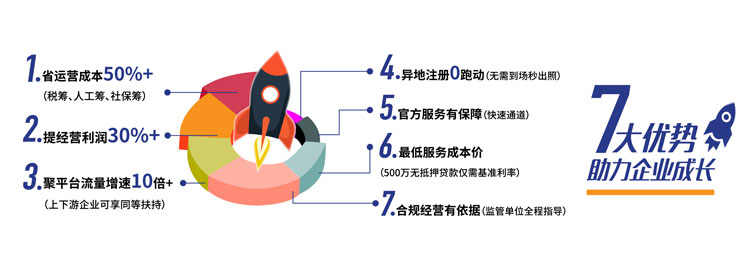 1.省运营成本50%+
(税筹、人工筹、社保筹)
2.提经营利润30%+
3.聚平台流量增速10倍+
(上下游企业可享同等扶持)
4.异地注册0跑动(无需到场秒出照)
5.官方服务有保障(快速通道)
6.最低服务成本价
(500万无抵押贷款仅需基准利率)
7.合规经营有依据(监管单位全程指导)
7大优势
助力企业成长